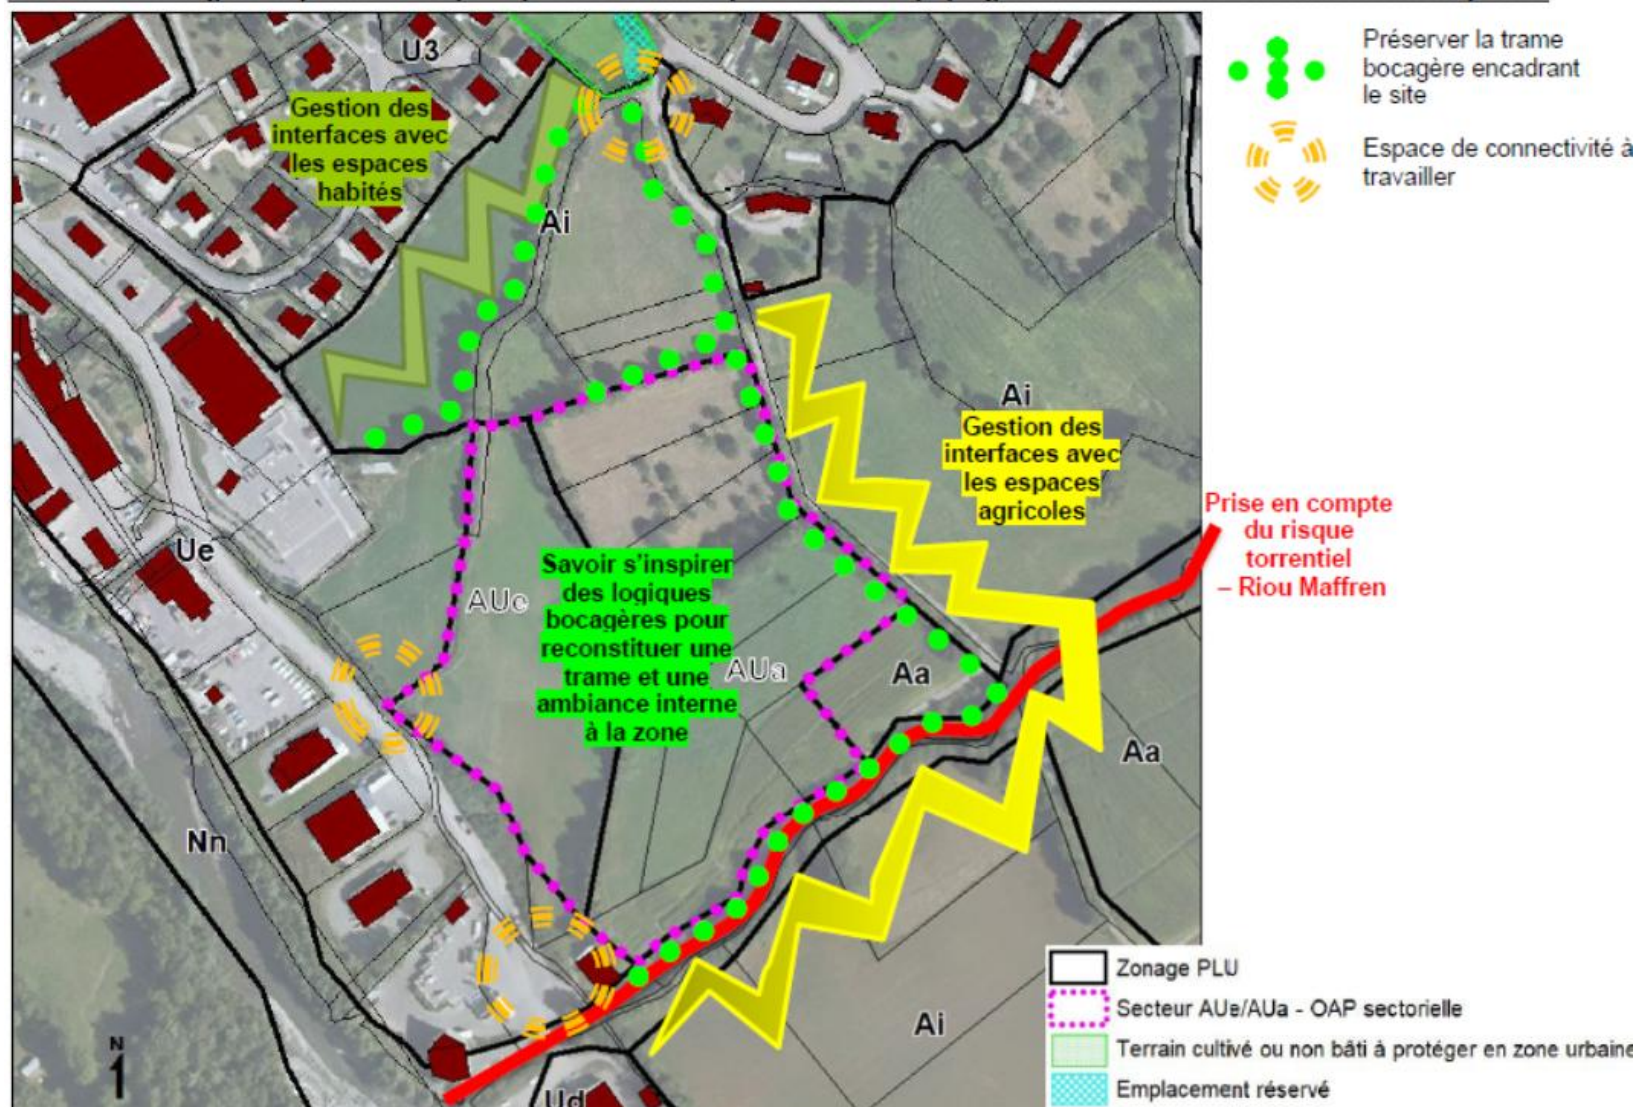 U3
Gestion des
interfaces avec
les espaces
habités
Ai
Préserver la trame
bocagère encadrant
le site
Espace de connectivité à
travailler
Ai
Gestion des
interfaces avec
les espaces
agricoles
Prise en compte
du risque
torrentiel
– Riou Maffren
Ue
AUe
Savoir s'inspirer
des logiques
bocagères pour
reconstituer une
trame et une
ambiance interne
à la zone
AUa
Aa
Aa
Nn
Ai
N
Ud
Zonage PLU
Secteur AUe/AUa - OAP sectorielle
Terrain cultivé ou non bâti à protéger en zone urbaine
Emplacement réservé